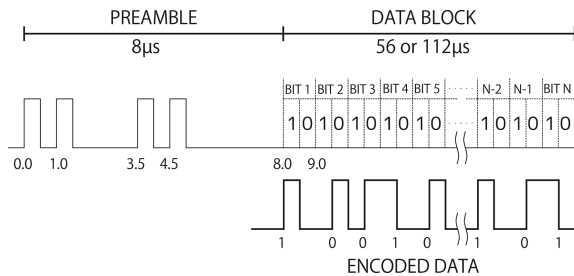 PREAMBLE DATA BLOCK
8μs 56 or 112μs
BIT 1 BIT 2 BIT 3 BIT 4 BIT 5 ...... N-2 N-1 BIT N
1 0 1 0 1 0 1 0 1 0 ...... 1 0 1 0 1 0
0.0 1.0 3.5 4.5 8.0 9.0
1 0 0 1 0 1 0 1
ENCODED DATA